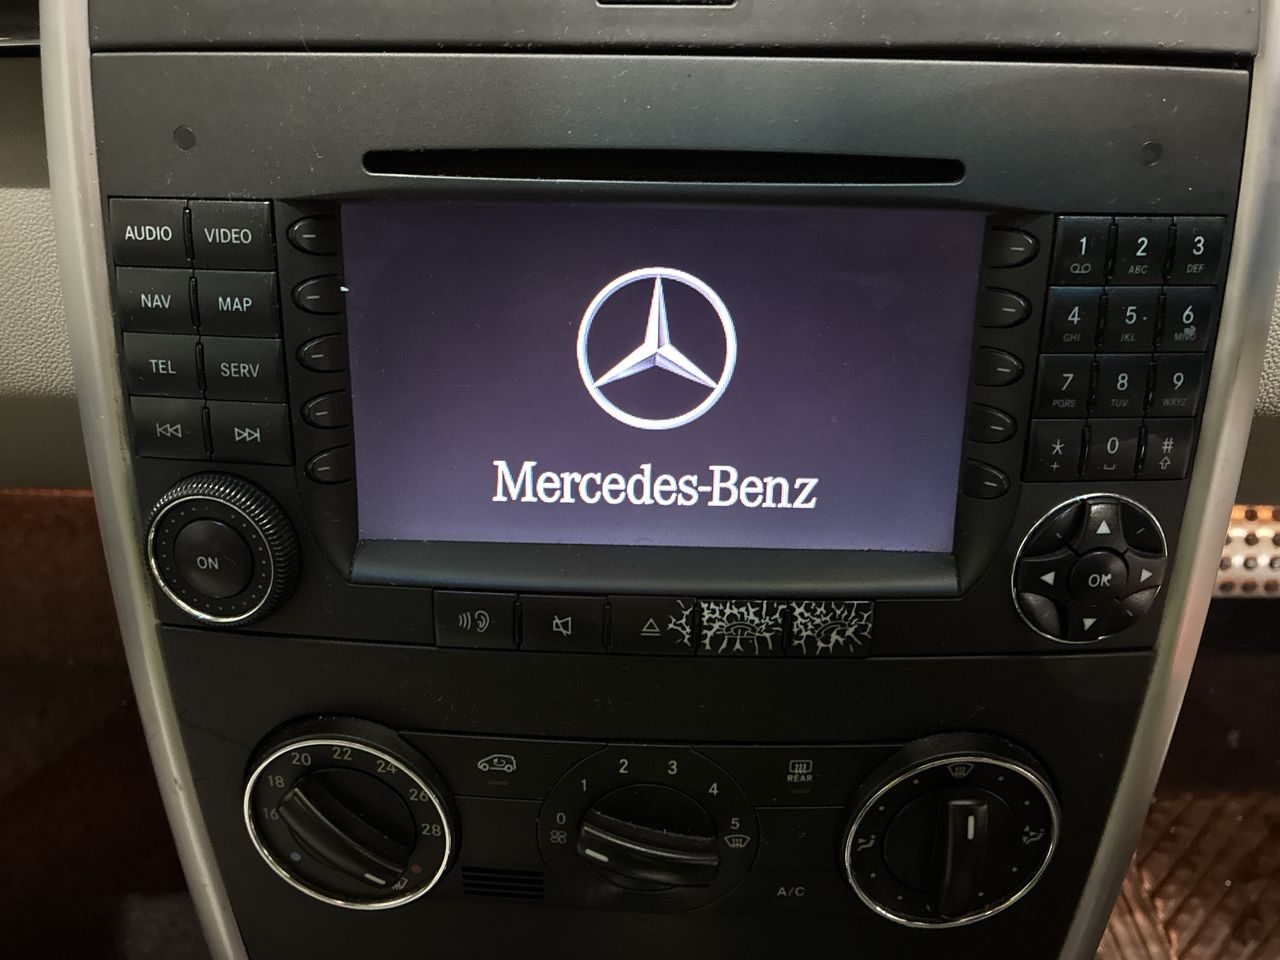 AUDIO VIDEO
NAV MAP
TEL SERV
ON
Mercedes-Benz
1 2 3
ABC DEF
4 5 6
GHI JKL
7 8 9
PQRS TUV WXYZ
* 0 #
+
OK
16 18 20 22 24 26 28
0 1 2 3 4 5
REAR
A/C